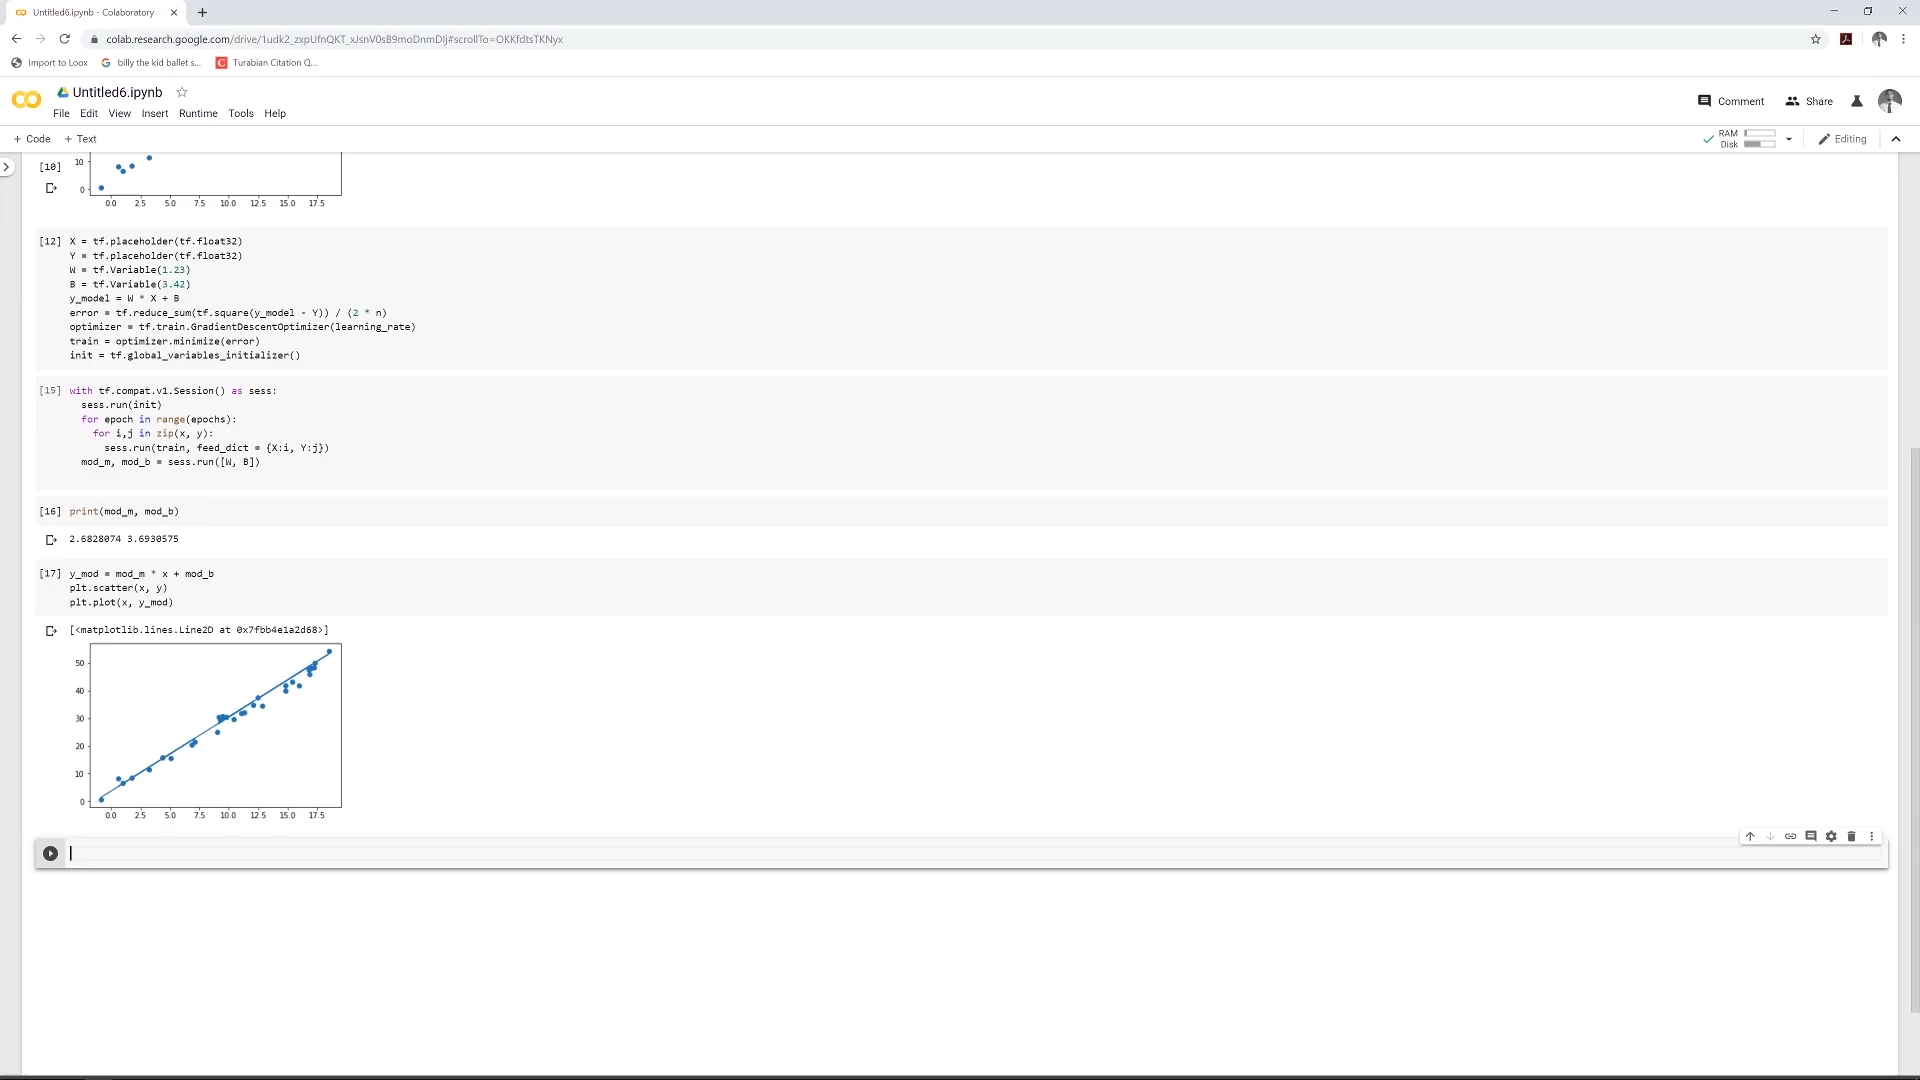 Untitled6.ipynb - Colaboratory
colab.research.google.com/drive/1udk2_zxpUfnQKT_xJsnV0sB9moDnmDIj#scrollTo=OKKfdtsTKNyx
Import to Loox billy the kid ballet s... Turabian Citation Q...
Untitled6.ipynb
File Edit View Insert Runtime Tools Help
Comment Share
+ Code + Text
RAM
Disk
Editing
[10]
10
0
0.0 2.5 5.0 7.5 10.0 12.5 15.0 17.5
[12] X = tf.placeholder(tf.float32)
Y = tf.placeholder(tf.float32)
W = tf.Variable(1.23)
B = tf.Variable(3.42)
y_model = W * X + B
error = tf.reduce_sum(tf.square(y_model - Y)) / (2 * n)
optimizer = tf.train.GradientDescentOptimizer(learning_rate)
train = optimizer.minimize(error)
init = tf.global_variables_initializer()
[15] with tf.compat.v1.Session() as sess:
sess.run(init)
for epoch in range(epochs):
for i,j in zip(x, y):
sess.run(train, feed_dict = {X:i, Y:j})
mod_m, mod_b = sess.run([W, B])
[16] print(mod_m, mod_b)
2.6828074 3.6930575
[17] y_mod = mod_m * x + mod_b
plt.scatter(x, y)
plt.plot(x, y_mod)
[<matplotlib.lines.Line2D at 0x7fbb4e1a2d68>]
50
40
30
20
10
0
0.0 2.5 5.0 7.5 10.0 12.5 15.0 17.5